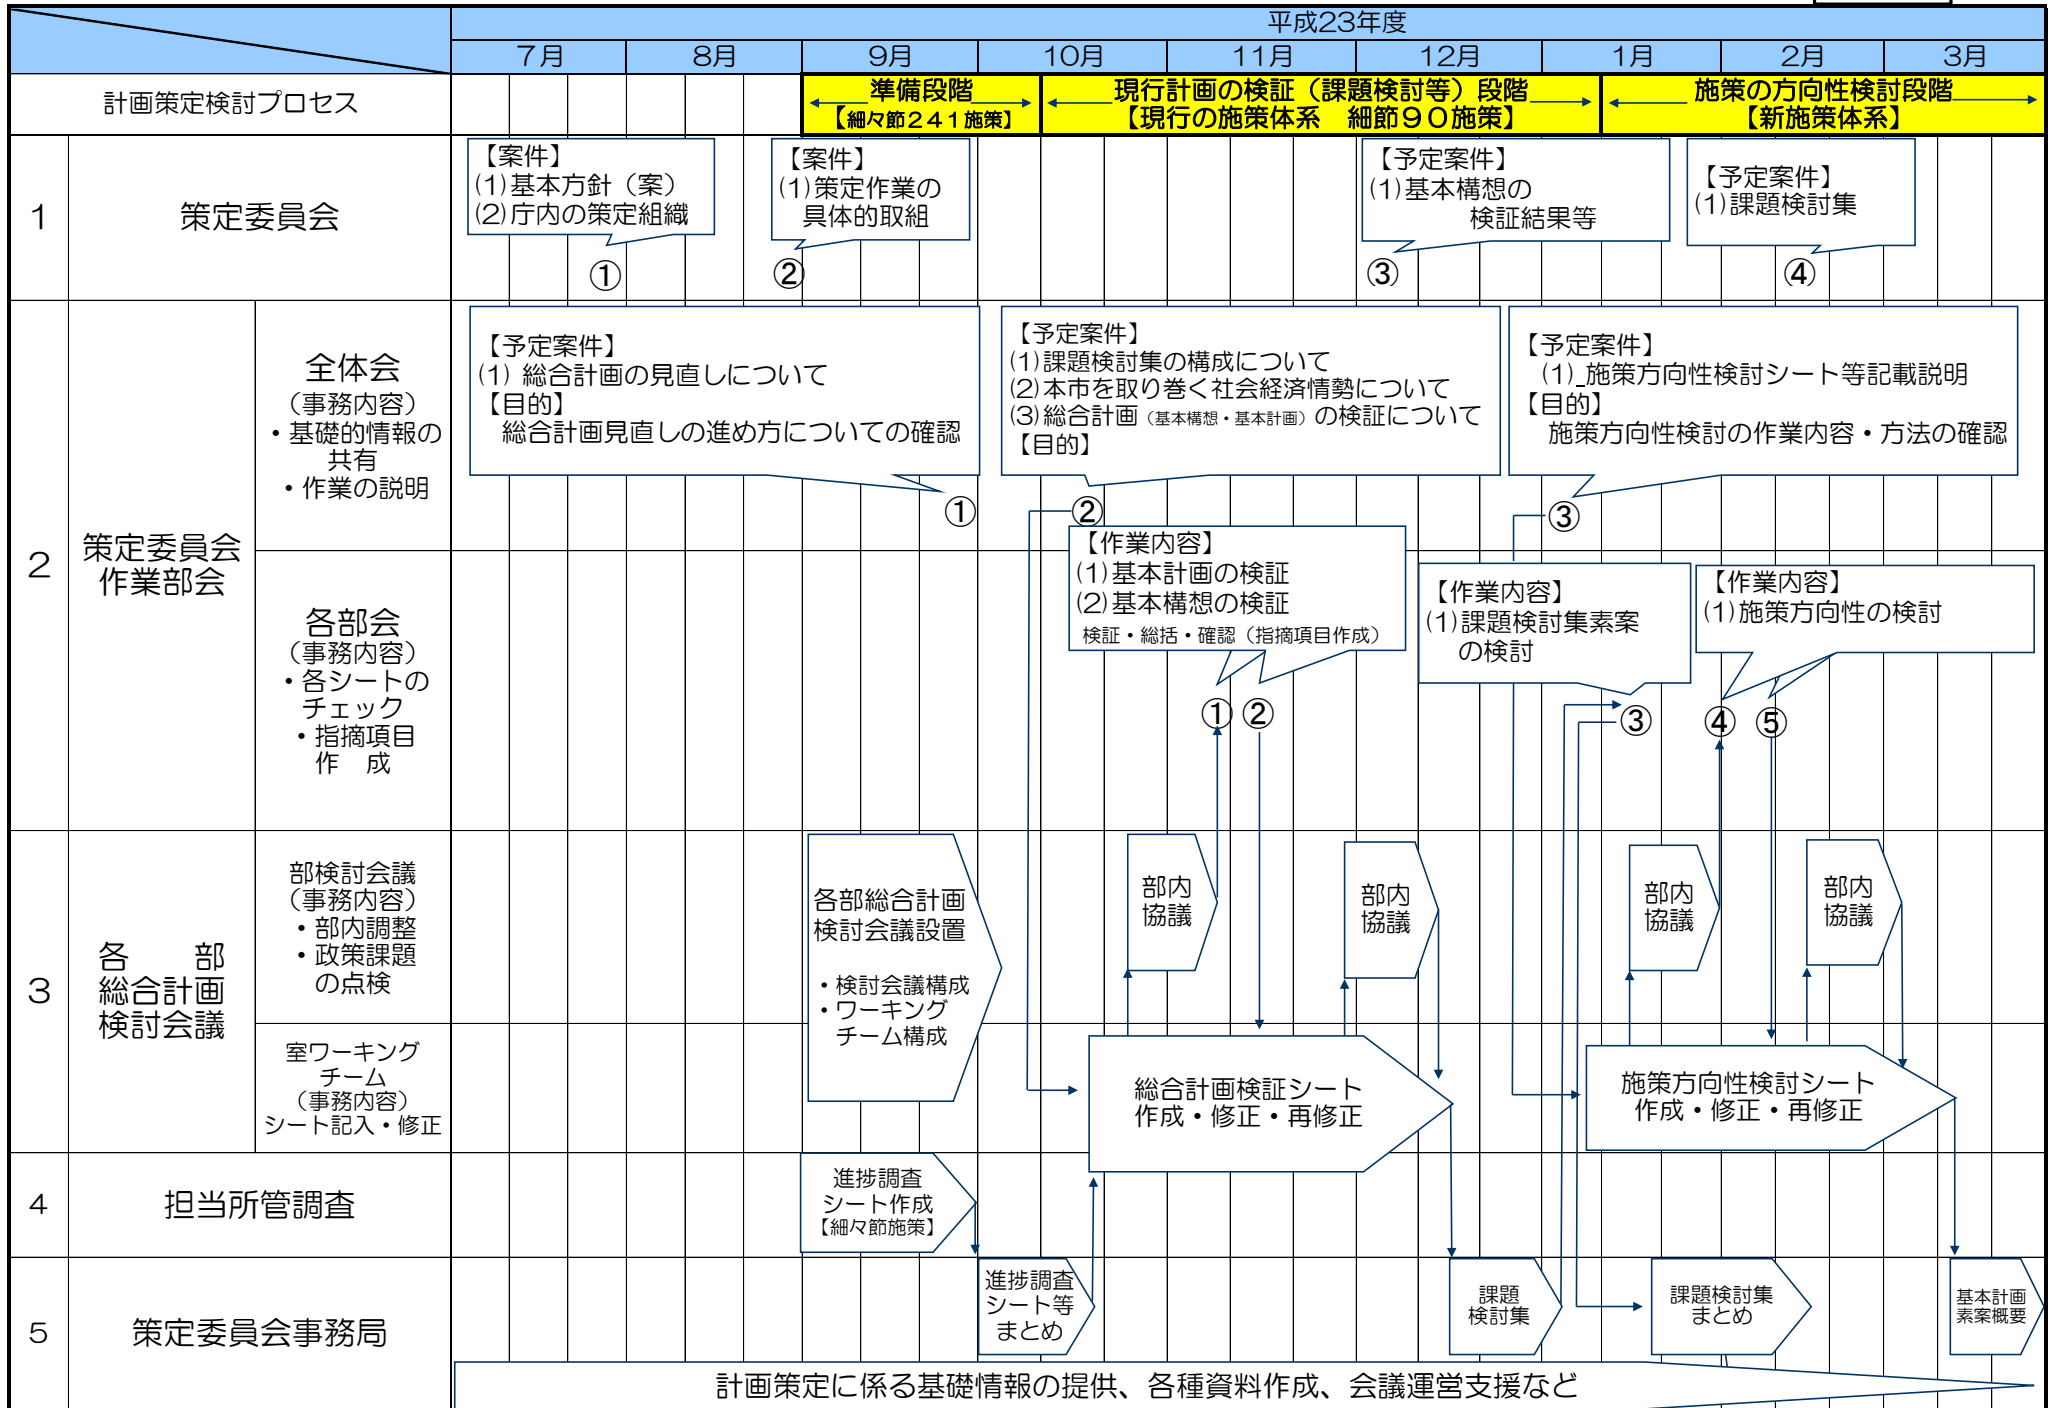 平成23年度
7月 8月 9月 10月 11月 12月 1月 2月 3月
計画策定検討プロセス
準備段階
【細々節241施策】
現行計画の検証（課題検討等）段階
【現行の施策体系　細節90施策】
施策の方向性検討段階
【新施策体系】
1
策定委員会
【案件】
(1)基本方針（案）
(2)庁内の策定組織
①
【案件】
(1)策定作業の
具体的取組
②
【予定案件】
(1)基本構想の
検証結果等
③
【予定案件】
(1)課題検討集
④
2
策定委員会
作業部会
全体会
（事務内容）
・基礎的情報の
共有
・作業の説明
【予定案件】
(1) 総合計画の見直しについて
【目的】
総合計画見直しの進め方についての確認
①
【予定案件】
(1)課題検討集の構成について
(2)本市を取り巻く社会経済情勢について
(3)総合計画（基本構想・基本計画）の検証について
【目的】
②
【予定案件】
(1)_施策方向性検討シート等記載説明
【目的】
施策方向性検討の作業内容・方法の確認
③
各部会
（事務内容）
・各シートの
チェック
・指摘項目
作　成
【作業内容】
(1)基本計画の検証
(2)基本構想の検証
検証・総括・確認（指摘項目作成）
① ②
【作業内容】
(1)課題検討集素案
の検討
③
【作業内容】
(1)施策方向性の検討
④ ⑤
3
各　　部
総合計画
検討会議
部検討会議
（事務内容）
・部内調整
・政策課題
の点検
各部総合計画
検討会議設置
・検討会議構成
・ワーキング
チーム構成
部内
協議
部内
協議
部内
協議
部内
協議
室ワーキング
チーム
（事務内容）
シート記入・修正
総合計画検証シート
作成・修正・再修正
施策方向性検討シート
作成・修正・再修正
4
担当所管調査
進捗調査
シート作成
【細々節施策】
5
策定委員会事務局
進捗調査
シート等
まとめ
課題
検討集
課題検討集
まとめ
基本計画
素案概要
計画策定に係る基礎情報の提供、各種資料作成、会議運営支援など